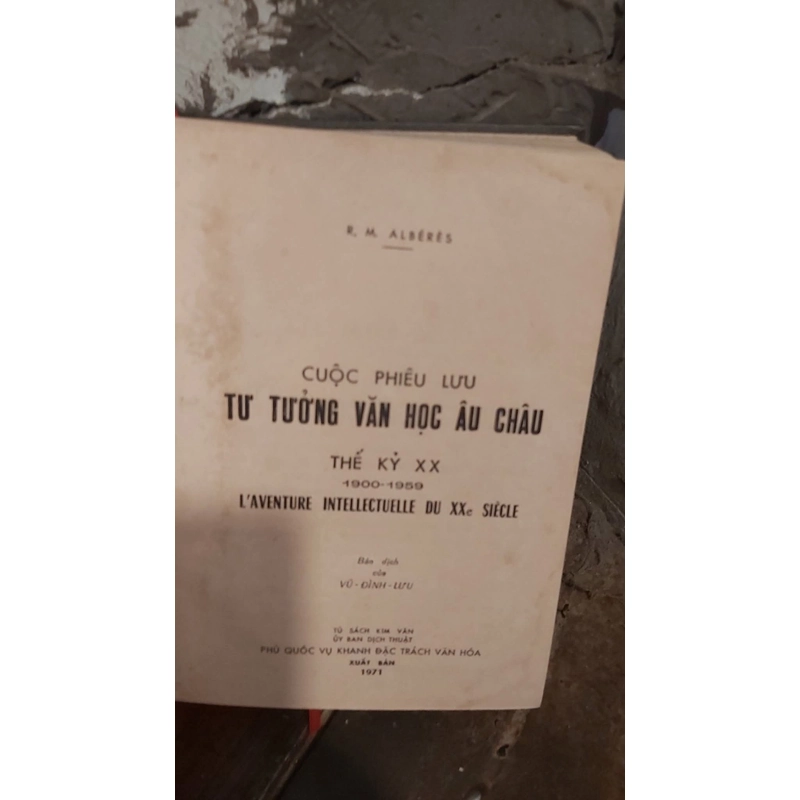 R. M. ALBÉRÈS
CUỘC PHIÊU LƯU
TƯ TƯỞNG VĂN HỌC ÂU CHÂU
THẾ KỶ XX
1900-1959
L'AVENTURE INTELLECTUELLE DU XXe SIÈCLE
Bản dịch
của
VŨ-ĐÌNH-LƯU
TỦ SÁCH KIM VĂN
ỦY BAN DỊCH THUẬT
PHỦ QUỐC VỤ KHANH ĐẶC TRÁCH VĂN HÓA
XUẤT BẢN
1971